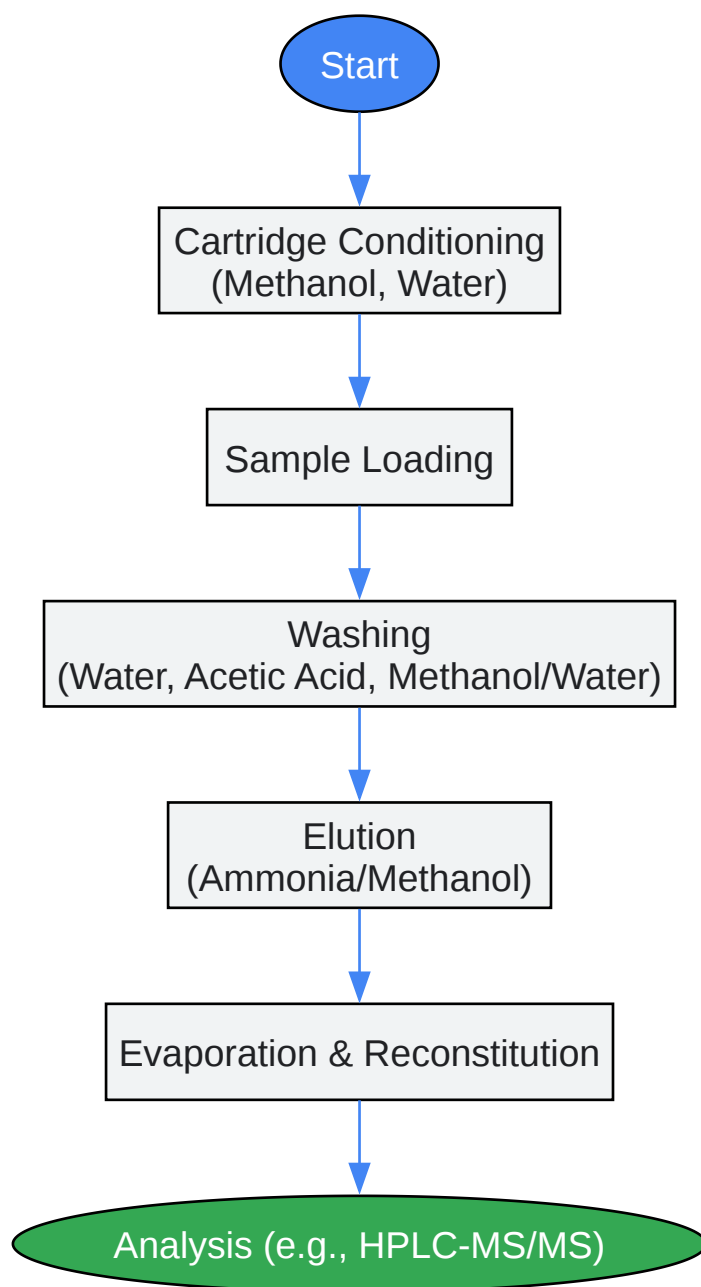 Start
Cartridge Conditioning
(Methanol, Water)
Sample Loading
Washing
(Water, Acetic Acid, Methanol/Water)
Elution
(Ammonia/Methanol)
Evaporation & Reconstitution
Analysis (e.g., HPLC-MS/MS)